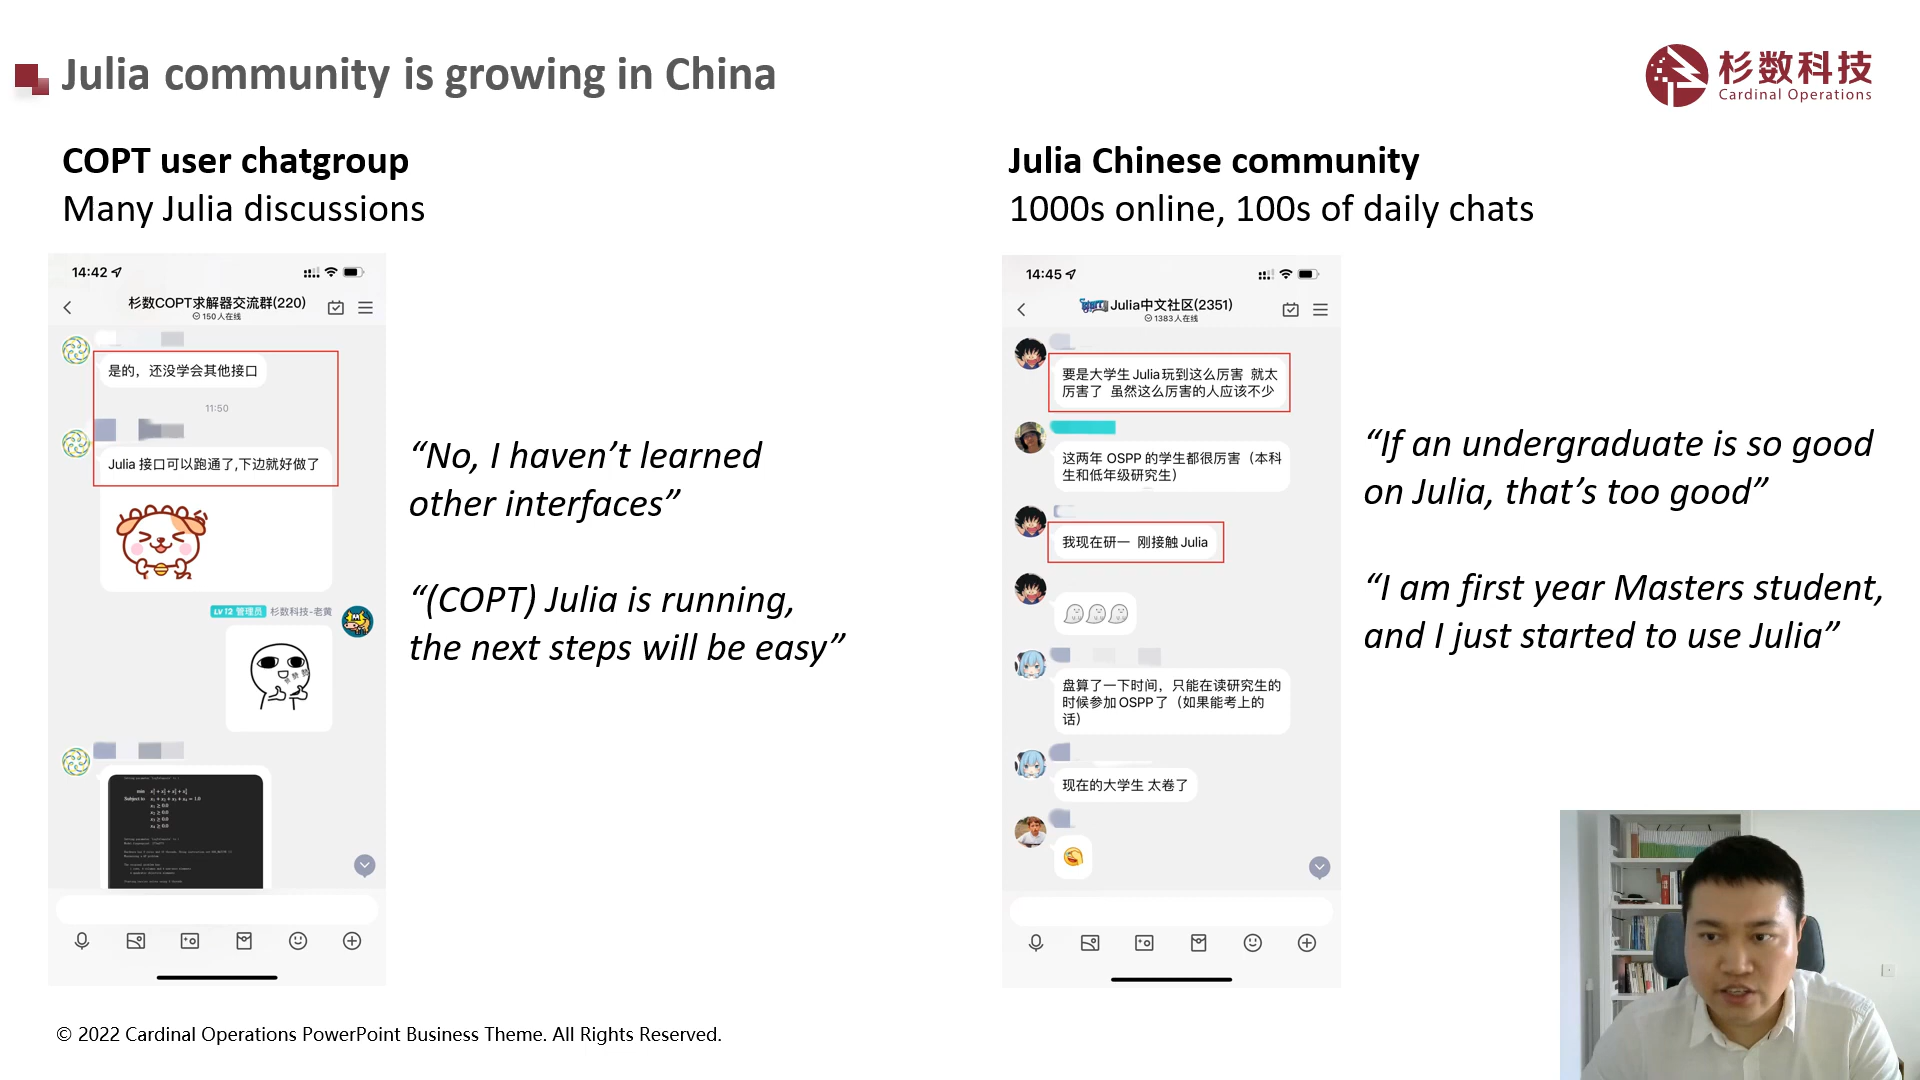 Julia community is growing in China
杉数科技
Cardinal Operations
COPT user chatgroup
Many Julia discussions
14:42
杉数COPT求解器交流群(220)
150人在线
是的，还没学会其他接口
11:50
Julia 接口可以跑通了,下边就好做了
LV12 管理员 杉数科技-老黄
“No, I haven’t learned
other interfaces”
“(COPT) Julia is running,
the next steps will be easy”
Julia Chinese community
1000s online, 100s of daily chats
14:45
Julia中文社区(2351)
1383人在线
要是大学生Julia玩到这么厉害 就太
厉害了 虽然这么厉害的人应该不少
这两年 OSPP 的学生都很厉害（本科
生和低年级研究生）
我现在研一 刚接触Julia
盘算了一下时间，只能在读研究生的
时候参加OSPP了（如果能考上的
话）
现在的大学生 太卷了
“If an undergraduate is so good
on Julia, that’s too good”
“I am first year Masters student,
and I just started to use Julia”
© 2022 Cardinal Operations PowerPoint Business Theme. All Rights Reserved.